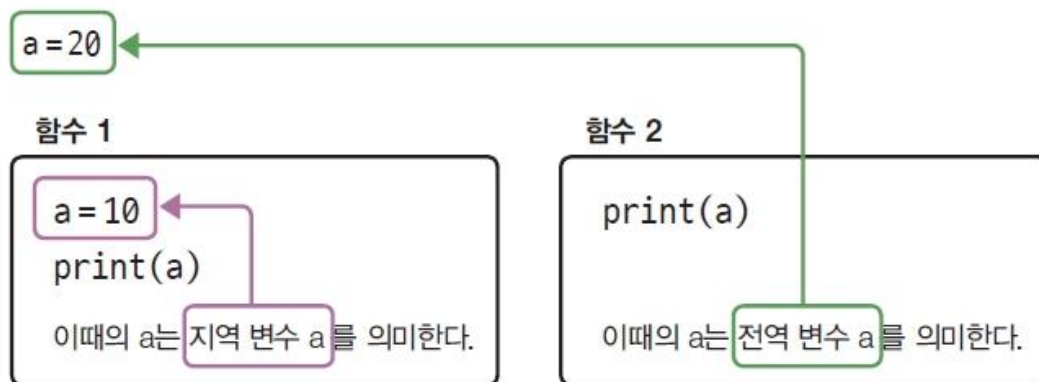 a=20
함수 1
a=10
print(a)
이때의 a는 지역 변수 a를 의미한다.
함수 2
print(a)
이때의 a는 전역 변수 a를 의미한다.